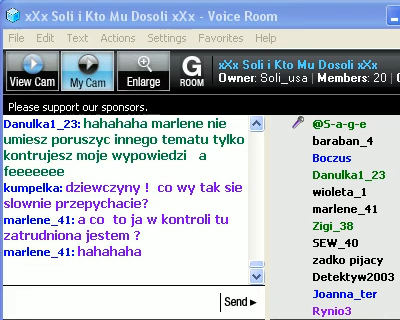 xXx Soli i Kto Mu Dosoli xXx - Voice Room
File Edit Text Actions Settings Favorites Help
View Cam My Cam Enlarge G ROOM
xXx Soli i Kto Mu Dosoli xXx
Owner: Soli_usa | Members: 20 |
Please support our sponsors.
Danulka1_23: hahahaha marlene nie
umiesz poruszyc innego tematu tylko
kontrujesz moje wypowiedzi a
feeeeeee
kumpelka: dziewczyny ! co wy tak sie
slownie przepychacie?
marlene_41: a co to ja w kontroli tu
zatrudniona jestem ?
marlene_41: hahahaha
Send
@S-a-g-e
baraban_4
Boczus
Danulka1_23
wioleta_1
marlene_41
Zigi_38
SEW_40
zadko pijacy
Detektyw2003
Joanna_ter
Rynio3